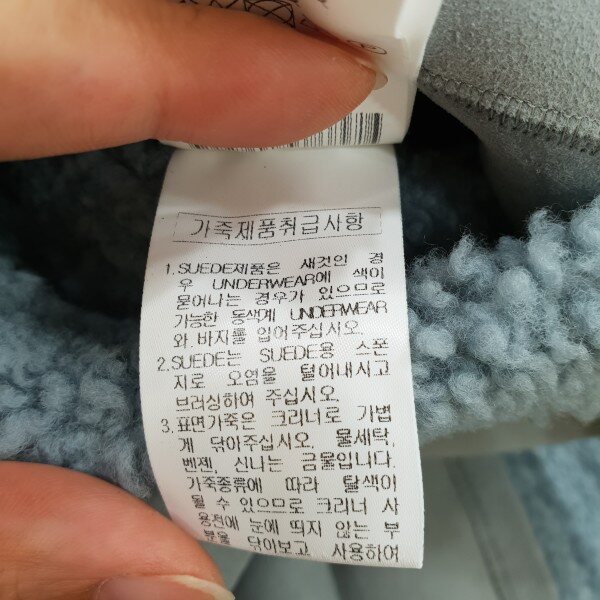 가죽제품취급사항
1. SUEDE제품은 새것인 경
우 UNDERWEAR에 색이
묻어나는 경우가 있으므로
가능한 동색계 UNDERWEAR
와. 바지를 입어주십시오.
2. SUEDE는 SUEDE용 스폰
지로 오염물 털어내시고
브러싱하여 주십시오.
3. 표면가죽은 크리너로 가볍
게 닦아주십시오. 물세탁,
벤젠, 신나는 금물입니다.
가죽종류에 따라 탈색이
될 수 있으므로 크리너 사
용전에 눈에 띄지 않는 부
분을 닦아보고 사용하여